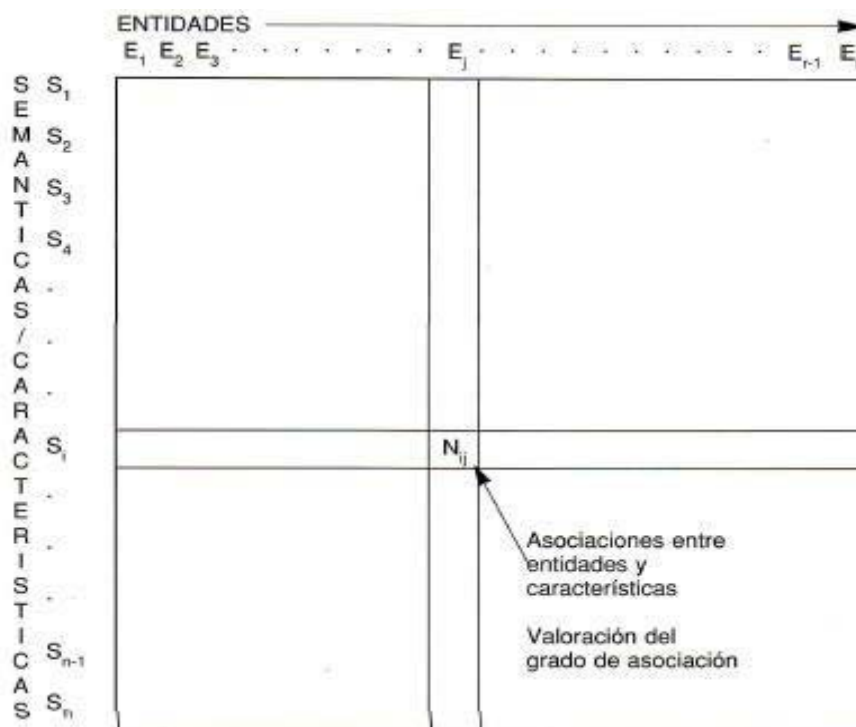 ENTIDADES
E1 E2 E3 . . . . . . . Ej . . . . . . . . . . Er-1 E
SEMANTICAS/CARACTERISTICAS
S1
S2
S3
S4
.
.
.
Si
Nij
.
.
.
Sn-1
Sn
Asociaciones entre
entidades y
características
Valoración del
grado de asociación